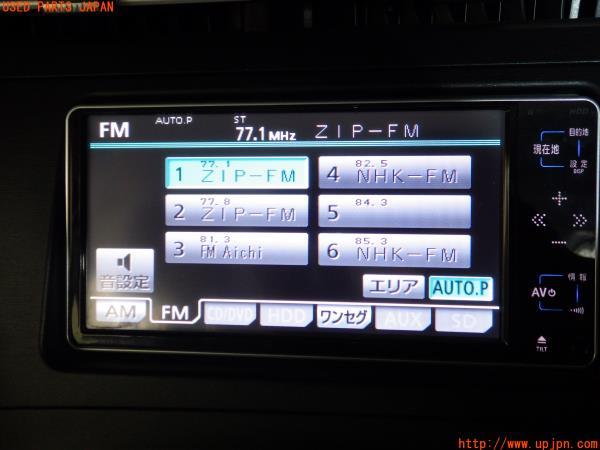 USED PARTS JAPAN
FM AUTO.P ST 77.1 MHz ZIP-FM
77.1
1 ZIP-FM
82.5
4 NHK-FM
77.8
2 ZIP-FM
84.3
5
81.3
3 FM Aichi
85.3
6 NHK-FM
音設定
エリア AUTO.P
AM FM CD/DVD HDD ワンセグ AUX SD
HDD
目的地
現在地
設定
DISP
情報
AV
TILT
http://www.upjpn.com/